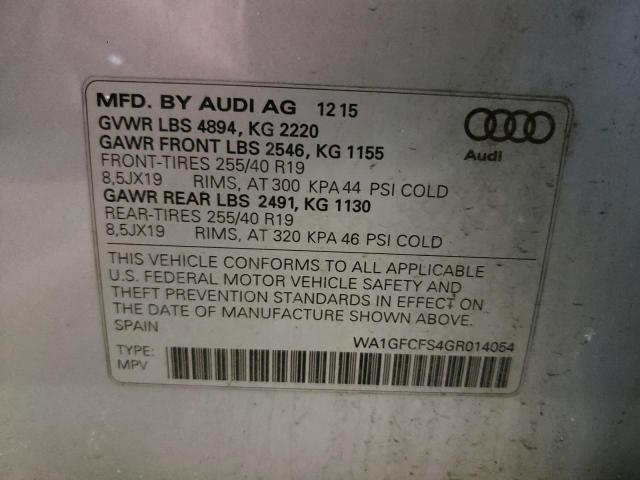 MFD. BY AUDI AG 12 15
GVWR LBS 4894, KG 2220
GAWR FRONT LBS 2546, KG 1155
FRONT-TIRES 255/40 R19
8,5JX19 RIMS, AT 300 KPA 44 PSI COLD
GAWR REAR LBS 2491, KG 1130
REAR-TIRES 255/40 R19
8,5JX19 RIMS, AT 320 KPA 46 PSI COLD
Audi
THIS VEHICLE CONFORMS TO ALL APPLICABLE
U.S. FEDERAL MOTOR VEHICLE SAFETY AND
THEFT PREVENTION STANDARDS IN EFFECT ON
THE DATE OF MANUFACTURE SHOWN ABOVE.
SPAIN
WA1GFCFS4GR014054
TYPE:
MPV